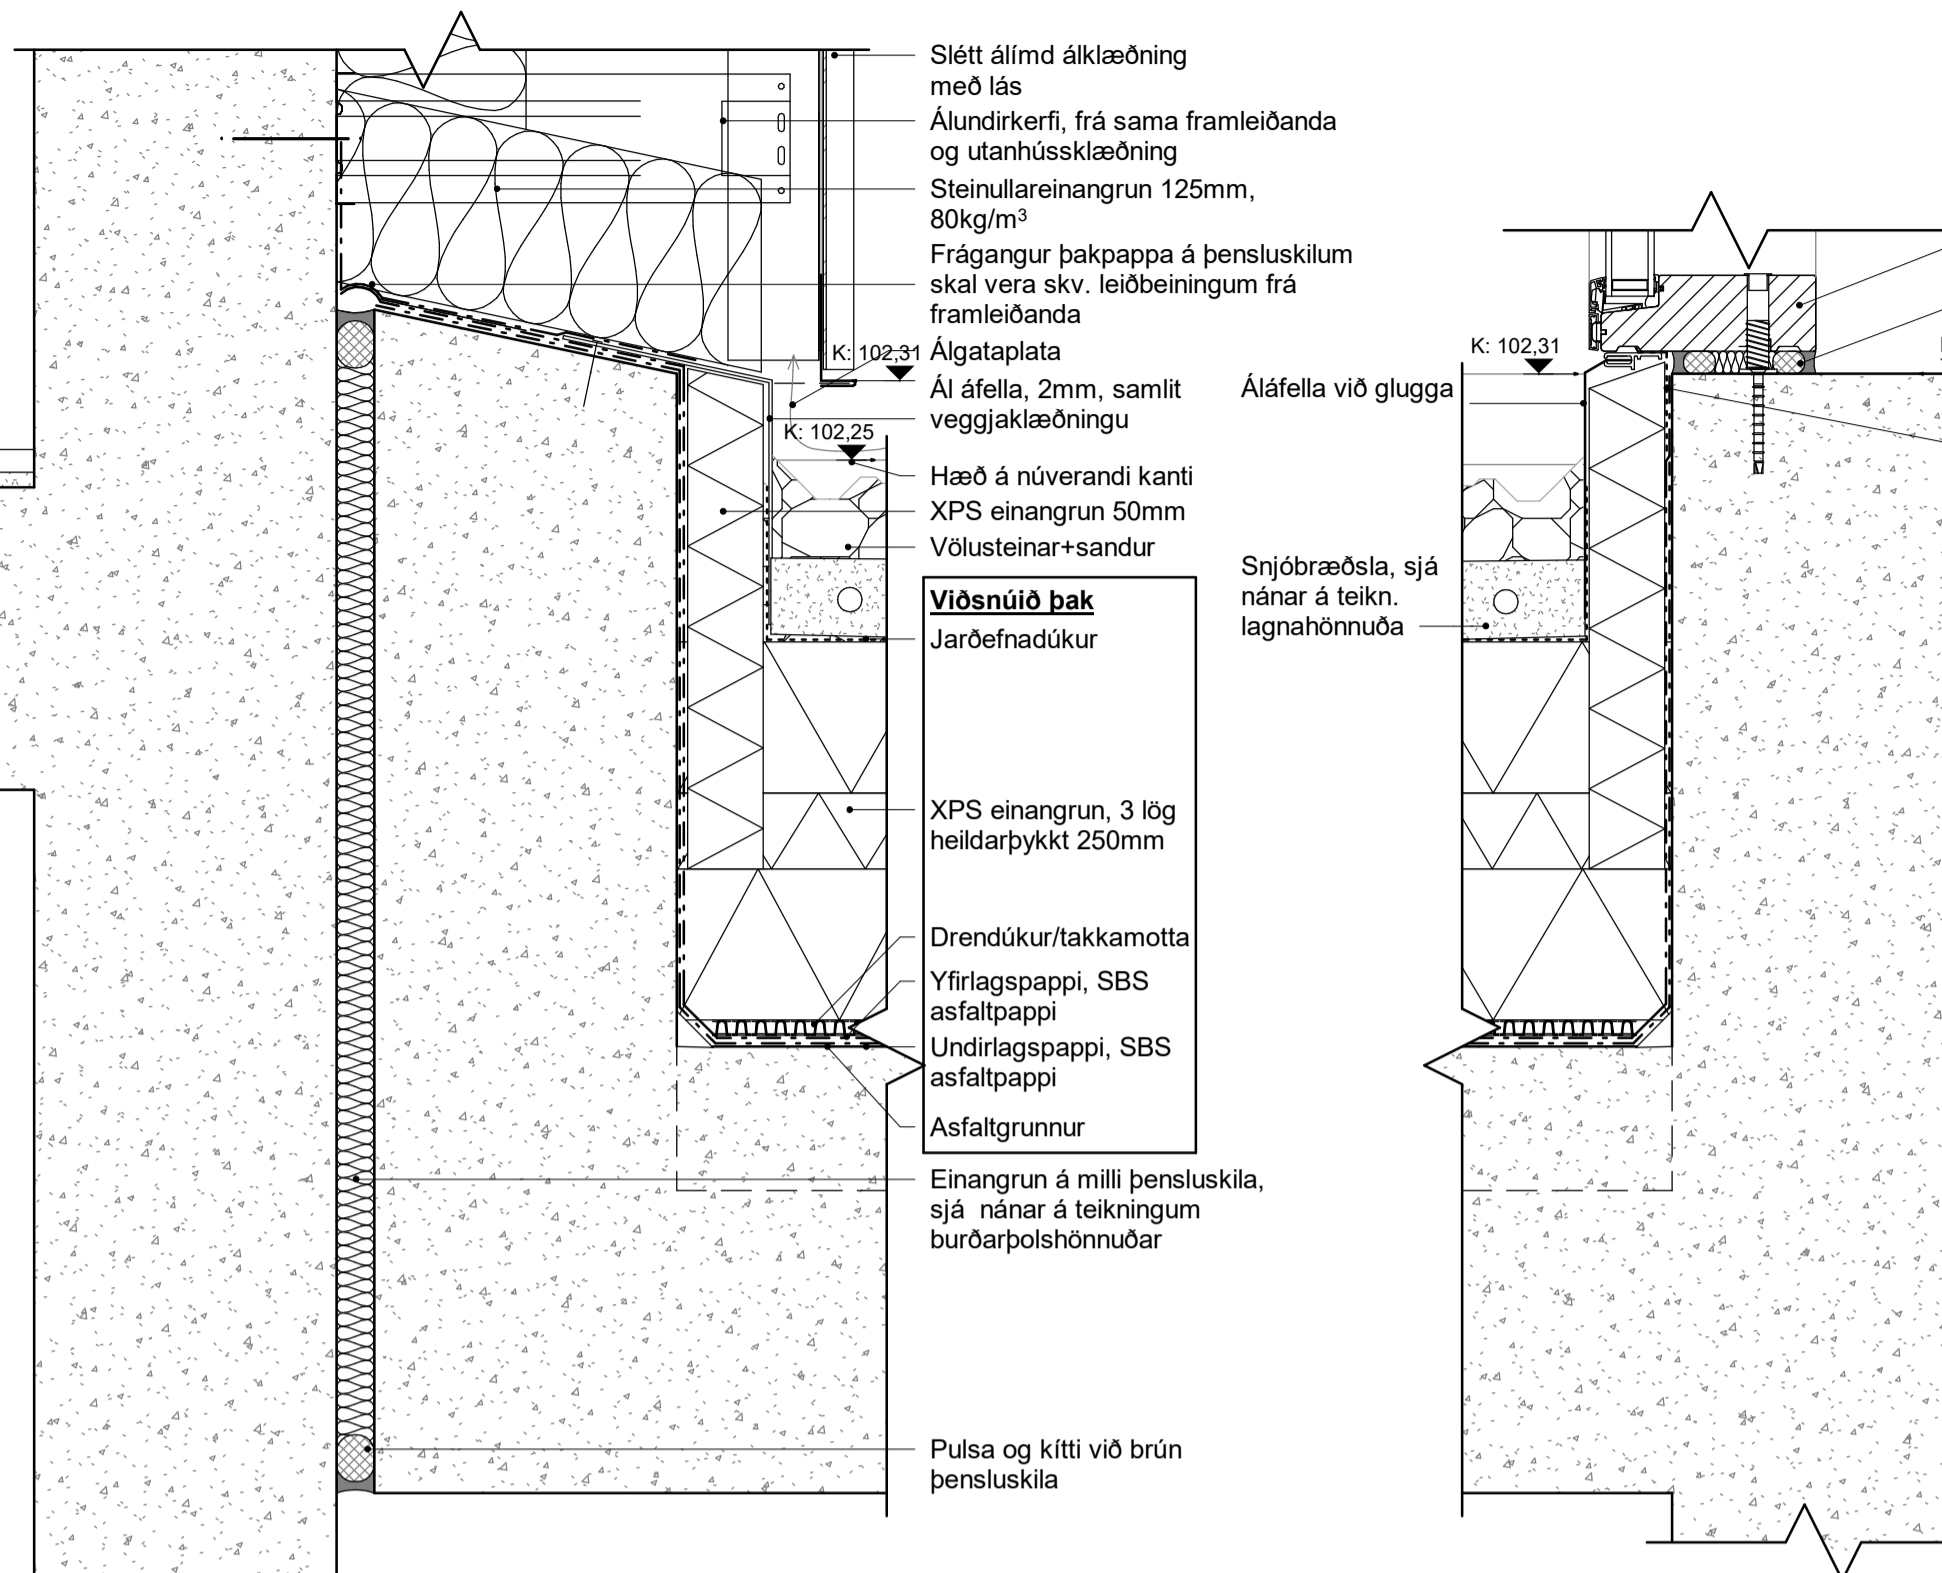 Slétt álímd álklæðning
með lás
Álundirkerfi, frá sama framleiðanda
og utanhússklæðning
Steinullareinangrun 125mm,
80kg/m³
Frágangur þakpappa á þensluskilum
skal vera skv. leiðbeiningum frá
framleiðanda
K: 102,31
Álgataplata
Ál áfella, 2mm, samlit
veggjaklæðningu
K: 102,25
Hæð á núverandi kanti
XPS einangrun 50mm
Völusteinar+sandur
Viðsnúið þak
Jarðefnadúkur
XPS einangrun, 3 lög
heildarþykkt 250mm
Drendúkur/takkamotta
Yfirlagspappi, SBS
asfaltpappi
Undirlagspappi, SBS
asfaltpappi
Asfaltgrunnur
Einangrun á milli þensluskila,
sjá nánar á teikningum
burðarþolshönnuðar
Pulsa og kítti við brún
þensluskila
K: 102,31
Áláfella við glugga
Snjóbræðsla, sjá
nánar á teikn.
lagnahönnuða